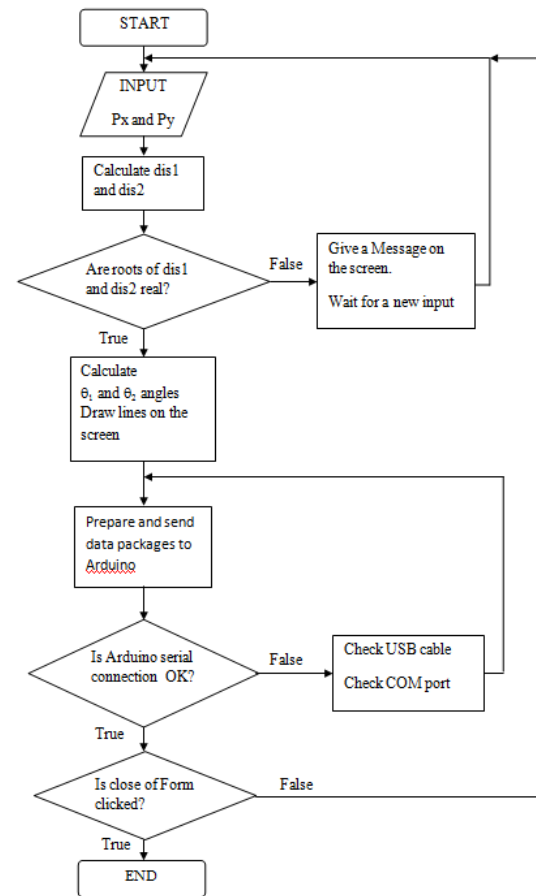 START
INPUT
Px and Py
Calculate dis1
and dis2
Are roots of dis1
and dis2 real?
False
Give a Message on
the screen.
Wait for a new input
True
Calculate
θ₁ and θ₂ angles
Draw lines on the
screen
Prepare and send
data packages to
Arduino
Is Arduino serial
connection OK?
False
Check USB cable
Check COM port
True
Is close of Form
clicked?
False
True
END